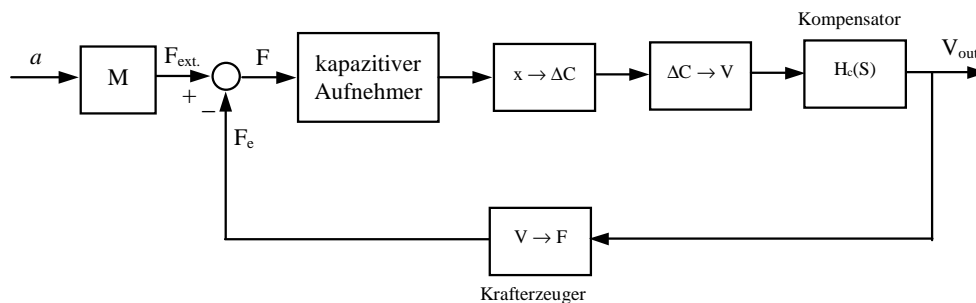 Kompensator
a
M
F_ext.
+
−
F
kapazitiver
Aufnehmer
x → ΔC
ΔC → V
H_c(S)
V_out
F_e
V → F
Krafterzeuger